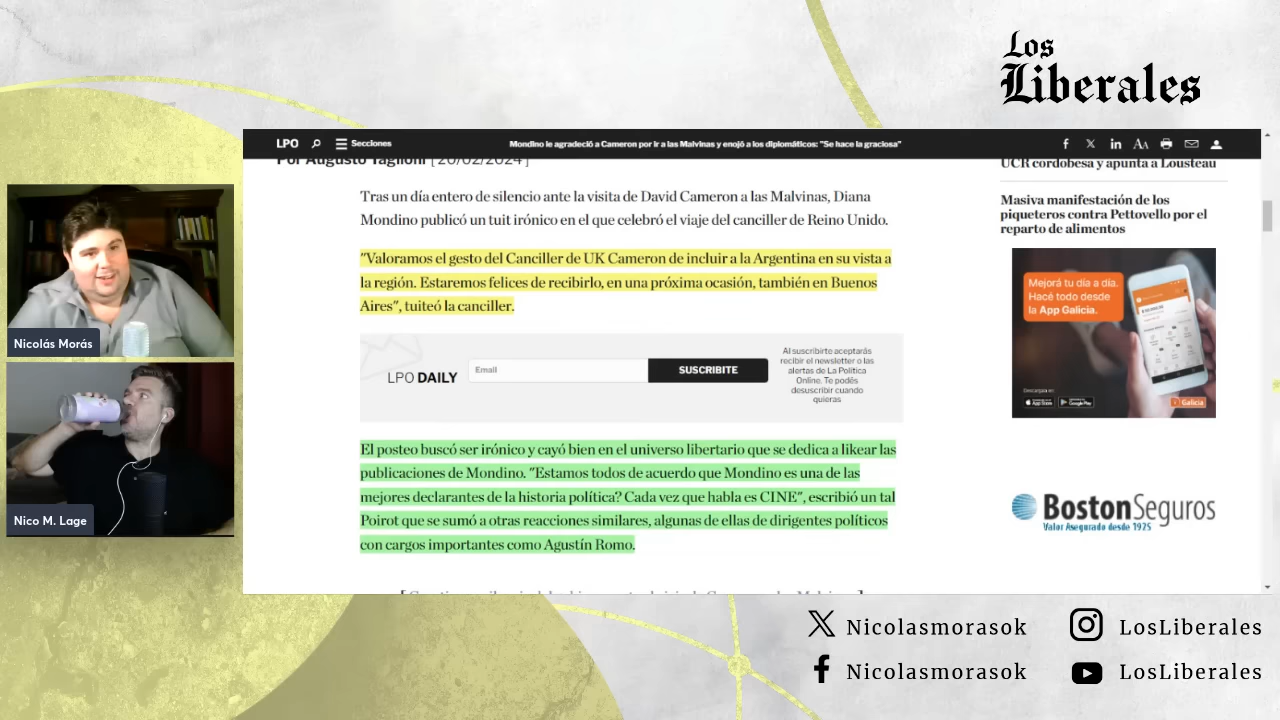 Los
Liberales
LPO
Secciones
Mondino le agradeció a Cameron por ir a las Malvinas y enojó a los diplomáticos: "Se hace la graciosa"
Por Augusto Taglioni [20/02/2024]
Tras un día entero de silencio ante la visita de David Cameron a las Malvinas, Diana
Mondino publicó un tuit irónico en el que celebró el viaje del canciller de Reino Unido.
"Valoramos el gesto del Canciller de UK Cameron de incluir a la Argentina en su vista a
la región. Estaremos felices de recibirlo, en una próxima ocasión, también en Buenos
Aires", tuiteó la canciller.
LPO DAILY
Email
SUSCRIBITE
Al suscribirte aceptarás
recibir el newsletter o las
alertas de La Política
Online. Te podés
desuscribir cuando
quieras
El posteo buscó ser irónico y cayó bien en el universo libertario que se dedica a likear las
publicaciones de Mondino. "Estamos todos de acuerdo que Mondino es una de las
mejores declarantes de la historia política? Cada vez que habla es CINE", escribió un tal
Poirot que se sumó a otras reacciones similares, algunas de ellas de dirigentes políticos
con cargos importantes como Agustín Romo.
UCR cordobesa y apunta a Lousteau
Masiva manifestación de los
piqueteros contra Pettovello por el
reparto de alimentos
Mejorá tu día a día.
Hacé todo desde
la App Galicia.
Descargala en
App Store
Google Play
Galicia
BostonSeguros
Valor Asegurado desde 1925
Nicolás Morás
Nico M. Lage
Nicolasmorasok
LosLiberales
Nicolasmorasok
LosLiberales